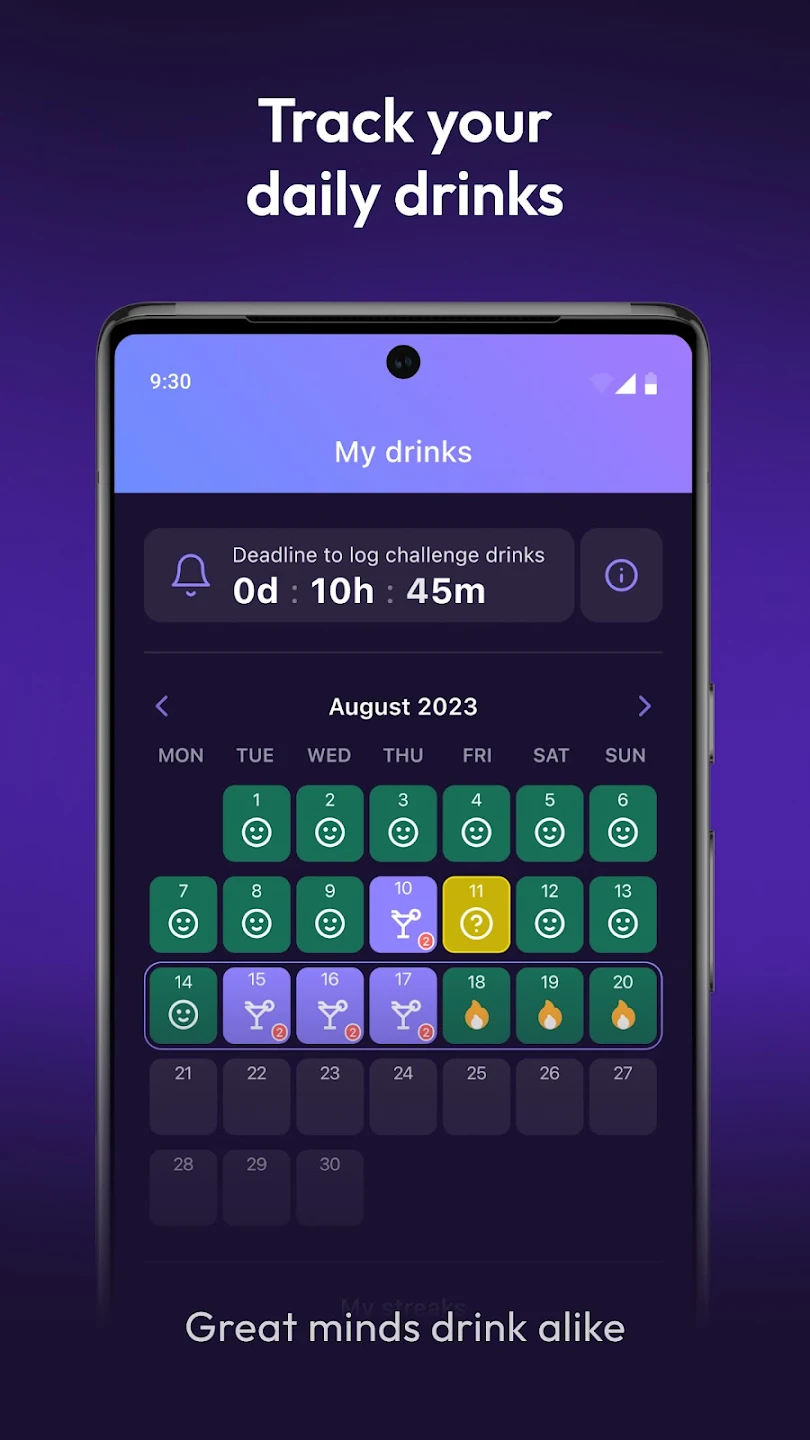 Track your
daily drinks
9:30
My drinks
Deadline to log challenge drinks
0d : 10h : 45m
August 2023
MON TUE WED THU FRI SAT SUN
1 2 3 4 5 6
7 8 9 10 11 12 13
2 ?
14 15 16 17 18 19 20
2 2 2
21 22 23 24 25 26 27
28 29 30
My streaks
Great minds drink alike